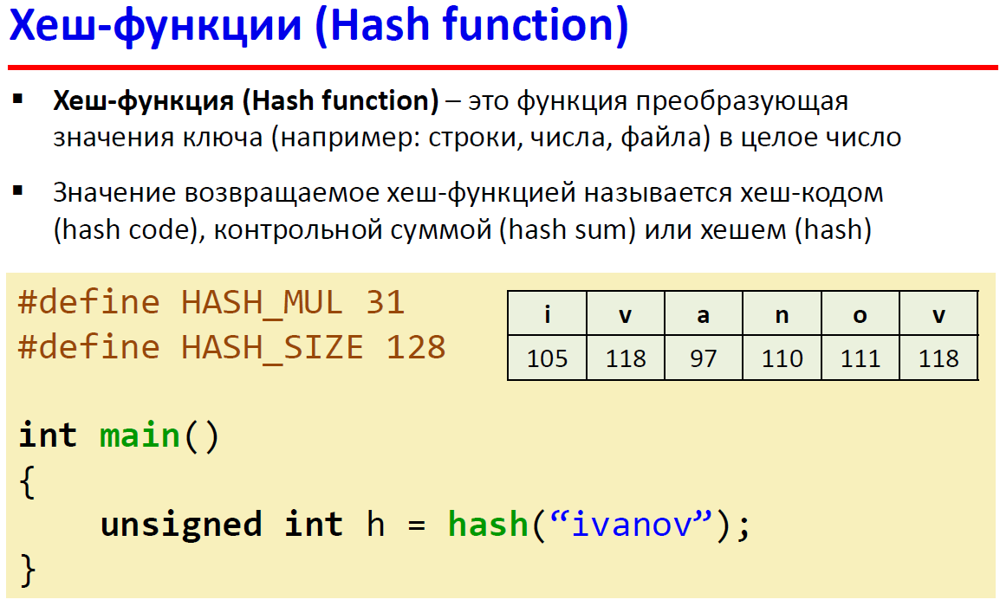 Хеш-функции (Hash function)
▪ Хеш-функция (Hash function) – это функция преобразующая
значения ключа (например: строки, числа, файла) в целое число
▪ Значение возвращаемое хеш-функцией называется хеш-кодом
(hash code), контрольной суммой (hash sum) или хешем (hash)
#define HASH_MUL 31
#define HASH_SIZE 128
i v a n o v
105 118 97 110 111 118
int main()
{
    unsigned int h = hash(“ivanov”);
}